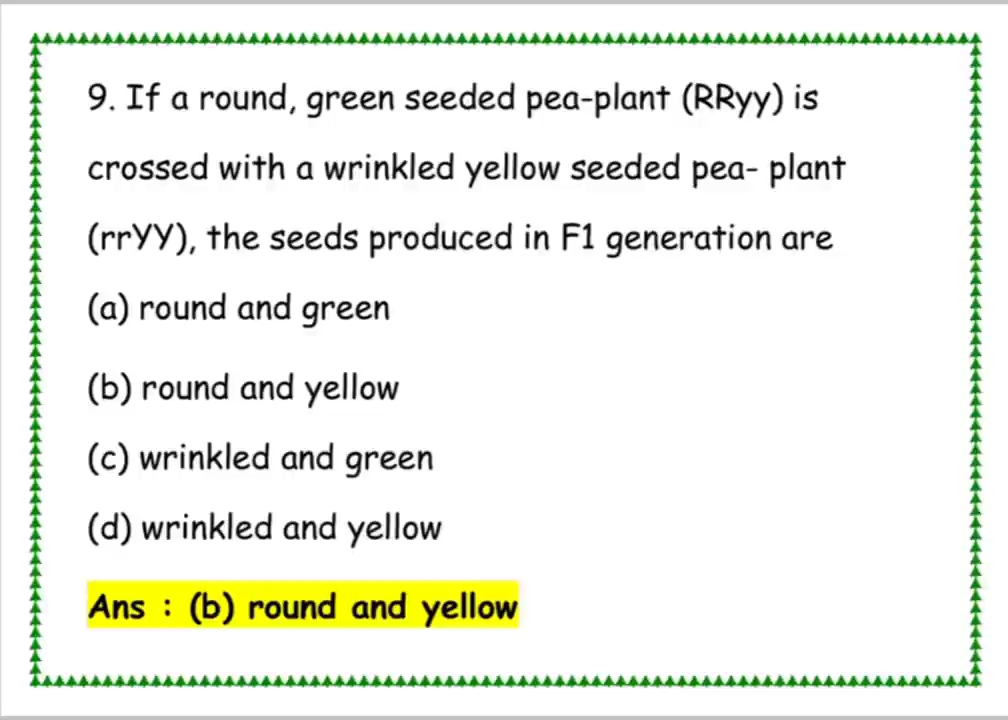 9. If a round, green seeded pea-plant (RRyy) is
crossed with a wrinkled yellow seeded pea- plant
(rrYY), the seeds produced in F1 generation are
(a) round and green
(b) round and yellow
(c) wrinkled and green
(d) wrinkled and yellow
Ans : (b) round and yellow